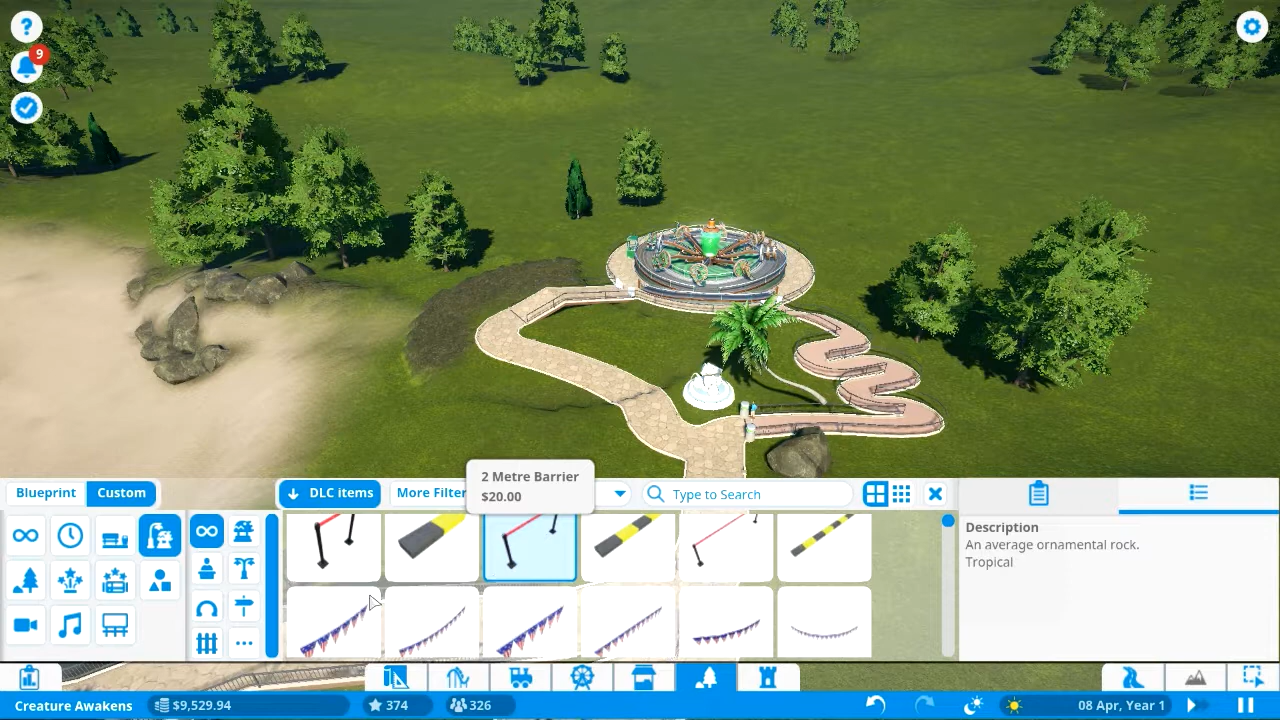 9
2 Metre Barrier
$20.00
Blueprint
Custom
DLC items
More Filter
Type to Search
Description
An average ornamental rock.
Tropical
Creature Awakens
$9,529.94
374
326
08 Apr, Year 1